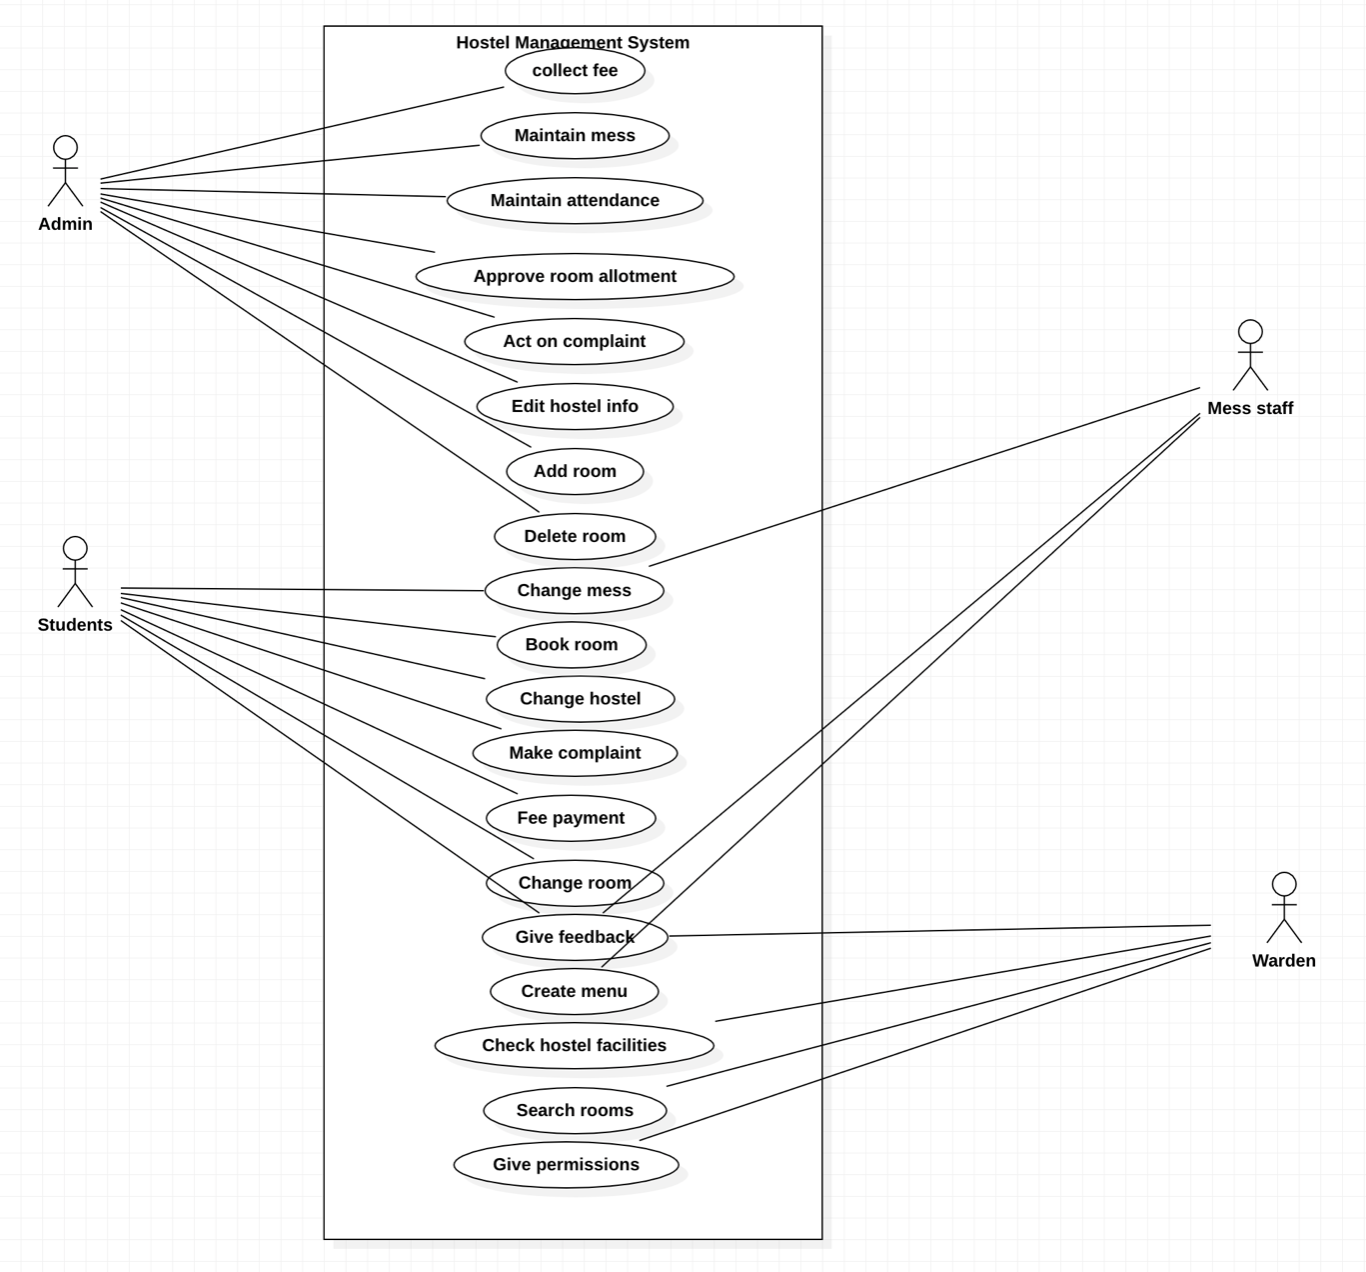 Hostel Management System
collect fee
Maintain mess
Maintain attendance
Admin
Approve room allotment
Act on complaint
Edit hostel info
Mess staff
Add room
Delete room
Change mess
Students
Book room
Change hostel
Make complaint
Fee payment
Change room
Give feedback
Warden
Create menu
Check hostel facilities
Search rooms
Give permissions